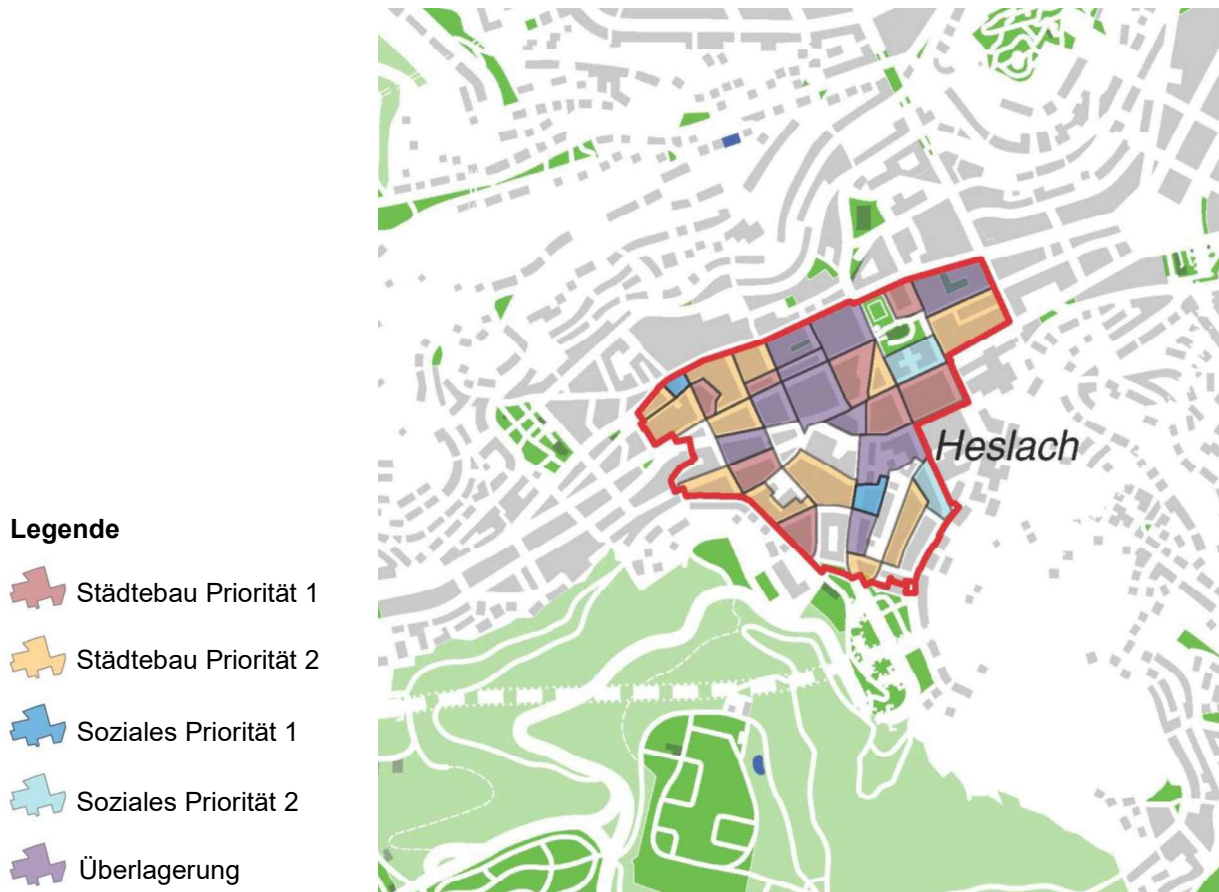 Heslach
Legende
Städtebau Priorität 1
Städtebau Priorität 2
Soziales Priorität 1
Soziales Priorität 2
Überlagerung